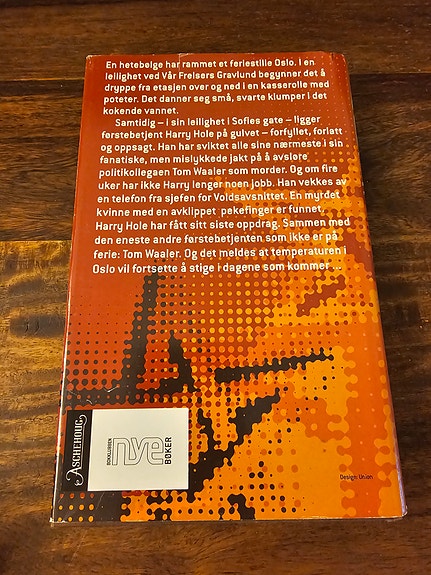 En hetebølge har rammet et feriestille Oslo. I en
leilighet ved Vår Frelsers Gravlund begynner det å
dryppe fra etasjen over og ned i en kasserolle med
poteter. Det danner seg små, svarte klumper i det
kokende vannet.
Samtidig – i sin leilighet i Sofies gate – ligger
førstebetjent Harry Hole på gulvet – forfyllet, forlatt
og oppsagt. Han har sviktet alle sine nærmeste i sin
fanatiske, men mislykkede jakt på å avsløre
politikollegaen Tom Waaler som morder. Og om fire
uker har ikke Harry lenger noen jobb. Han vekkes av
en telefon fra sjefen for Voldsavsnittet. En myrdet
kvinne med en avklippet pekefinger er funnet.
Harry Hole har fått sitt siste oppdrag. Sammen med
den eneste andre førstebetjenten som ikke er på
ferie: Tom Waaler. Og det meldes at temperaturen i
Oslo vil fortsette å stige i dagene som kommer ...
ASCHEHOUG
BOKKLUBBEN
nye
BØKER
Design: Union